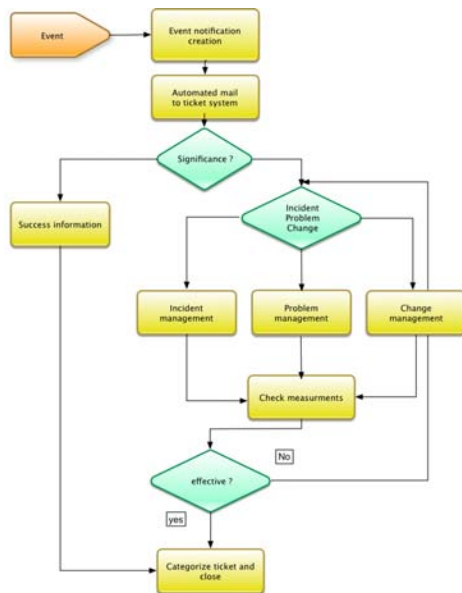 Event
Event notification
creation
Automated mail
to ticket system
Significance ?
Success information
Incident
Problem
Change
Incident
management
Problem
management
Change
management
Check measurments
No
effective ?
yes
Categorize ticket and
close